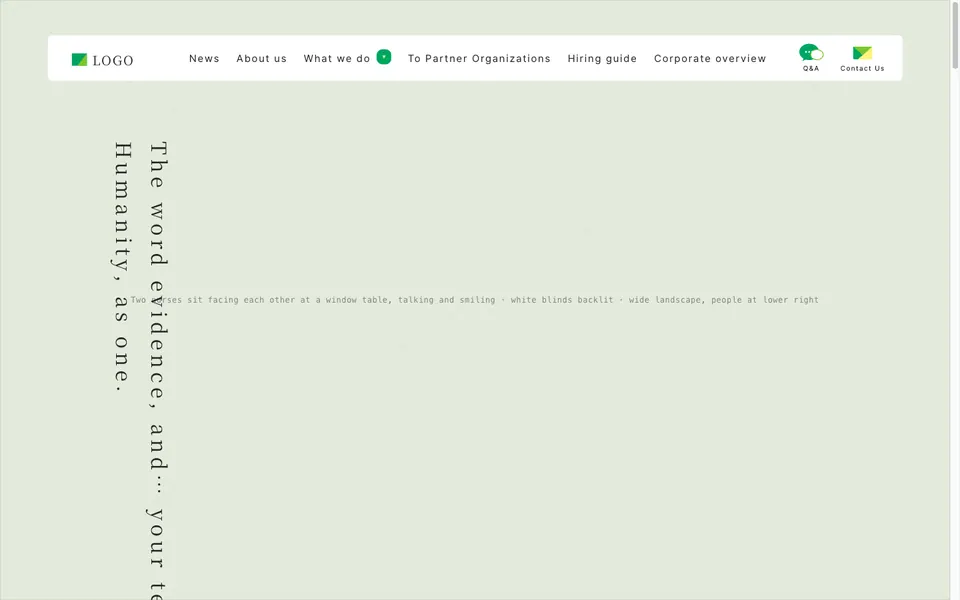 LOGO
News
About us
What we do
To Partner Organizations
Hiring guide
Corporate overview
Q&A
Contact Us
The word evidence, and… your te
Humanity, as one.
Two nurses sit facing each other at a window table, talking and smiling · white blinds backlit · wide landscape, people at lower right